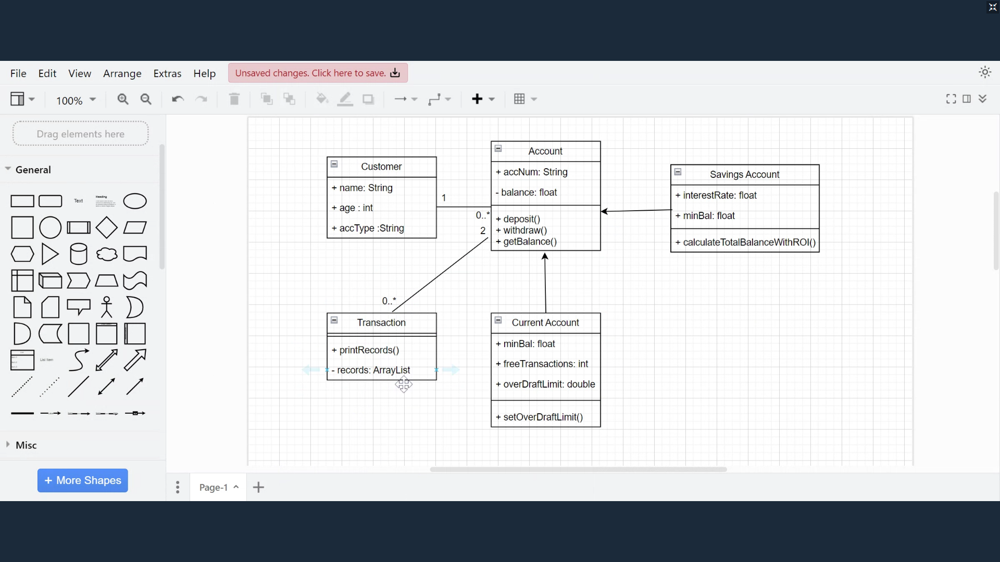 File Edit View Arrange Extras Help Unsaved changes. Click here to save.
100%
Drag elements here
General
Text
Heading
List Item
Misc
+ More Shapes
Customer
+ name: String
+ age : int
+ accType :String
1
0..*
2
Account
+ accNum: String
- balance: float
+ deposit()
+ withdraw()
+ getBalance()
Savings Account
+ interestRate: float
+ minBal: float
+ calculateTotalBalanceWithROI()
0..*
Transaction
+ printRecords()
- records: ArrayList
Current Account
+ minBal: float
+ freeTransactions: int
+ overDraftLimit: double
+ setOverDraftLimit()
Page-1